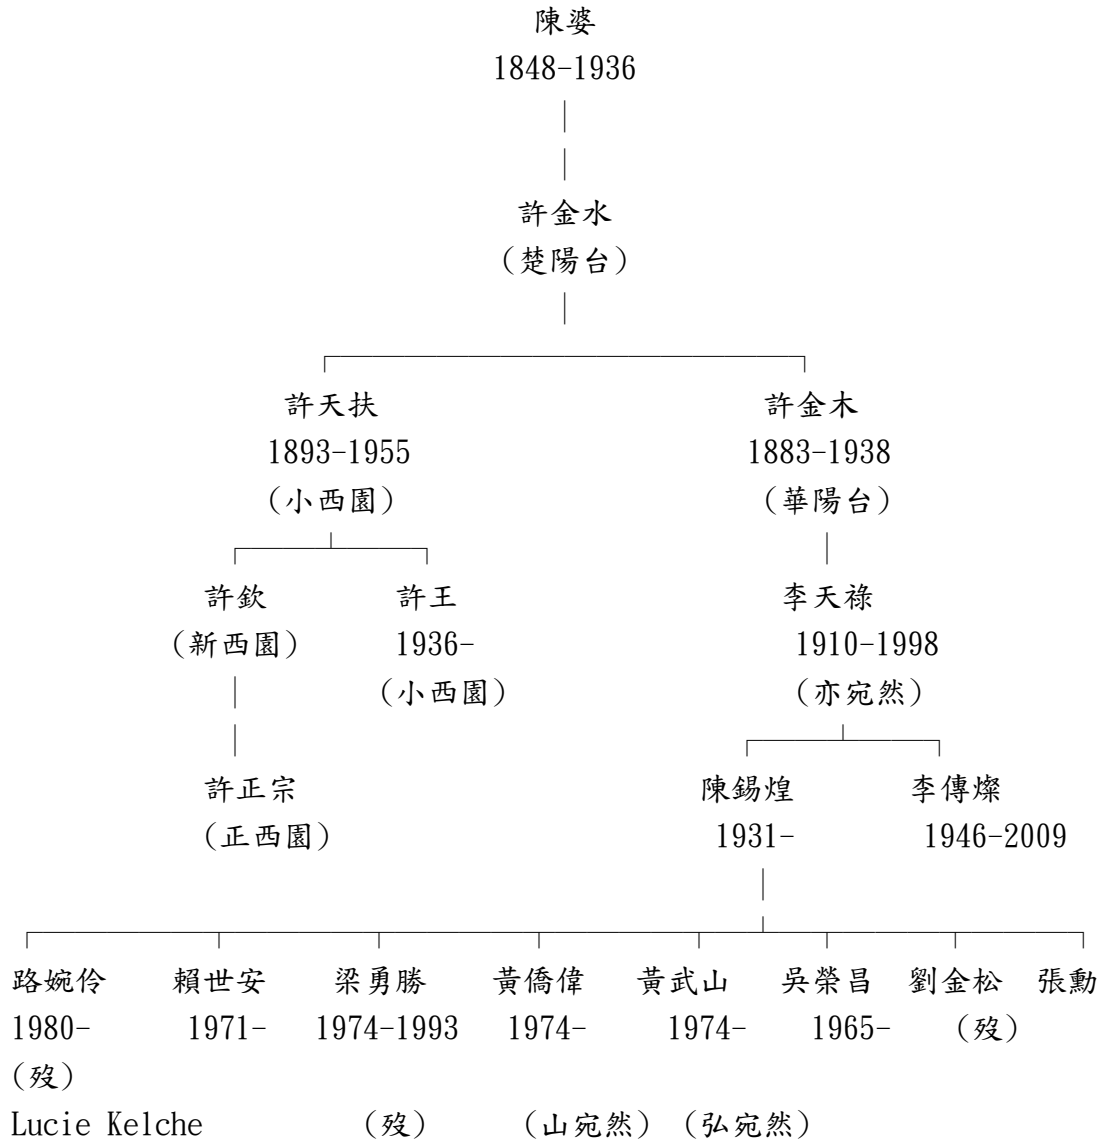 陳婆
1848-1936
許金水
(楚陽台)
許天扶 許金木
1893-1955 1883-1938
(小西園) (華陽台)
許欽 許王 李天祿
(新西園) 1936- 1910-1998
(小西園) (亦宛然)
許正宗 陳錫煌 李傳燦
(正西園) 1931- 1946-2009
路婉伶 賴世安 梁勇勝 黃僑偉 黃武山 吳榮昌 劉金松 張勳
1980- 1971- 1974-1993 1974- 1974- 1965- (歿)
(歿)
Lucie Kelche (歿) (山宛然) (弘宛然)